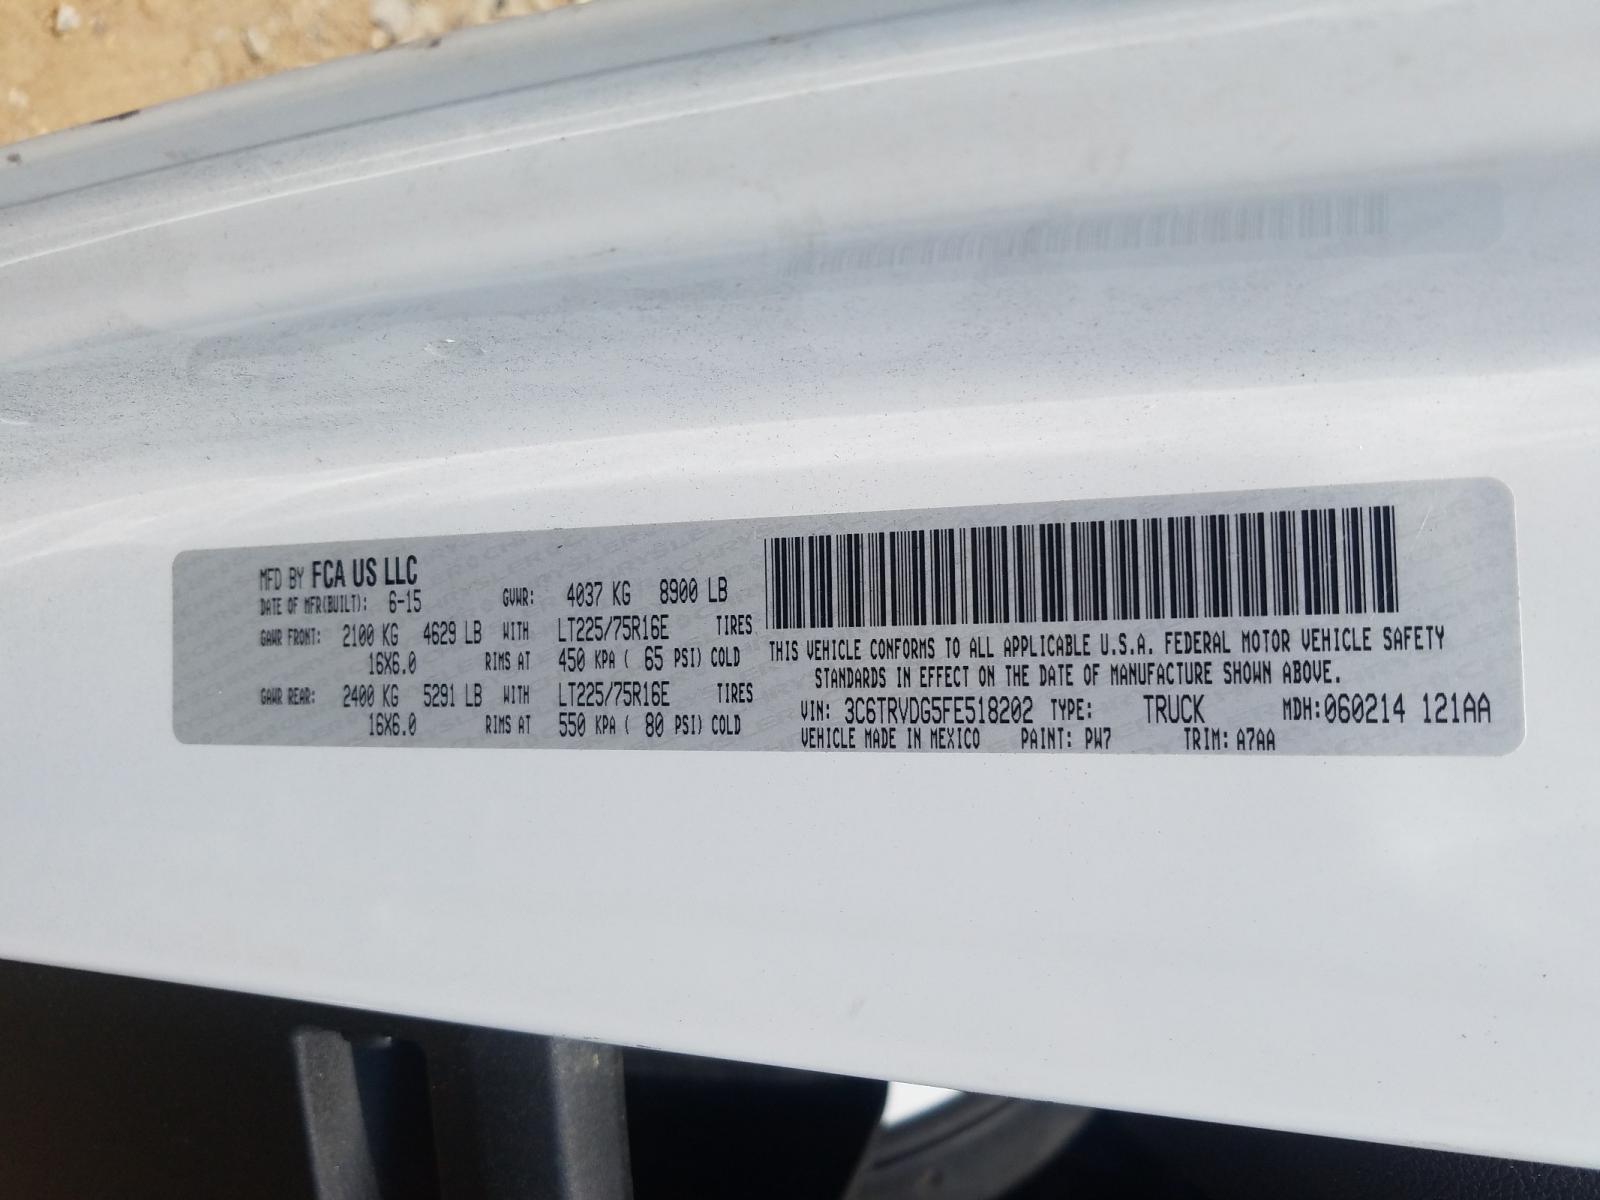 MFD BY FCA US LLC
DATE OF MFR(BUILT): 6-15 GVWR: 4037 KG 8900 LB
GAWR FRONT: 2100 KG 4629 LB WITH LT225/75R16E TIRES
16X6.0 RIMS AT 450 KPA ( 65 PSI) COLD
GAWR REAR: 2400 KG 5291 LB WITH LT225/75R16E TIRES
16X6.0 RIMS AT 550 KPA ( 80 PSI) COLD
THIS VEHICLE CONFORMS TO ALL APPLICABLE U.S.A. FEDERAL MOTOR VEHICLE SAFETY
STANDARDS IN EFFECT ON THE DATE OF MANUFACTURE SHOWN ABOVE.
VIN: 3C6TRVDG5FE518202 TYPE: TRUCK MDH:060214 121AA
VEHICLE MADE IN MEXICO PAINT: PW7 TRIM: A7AA